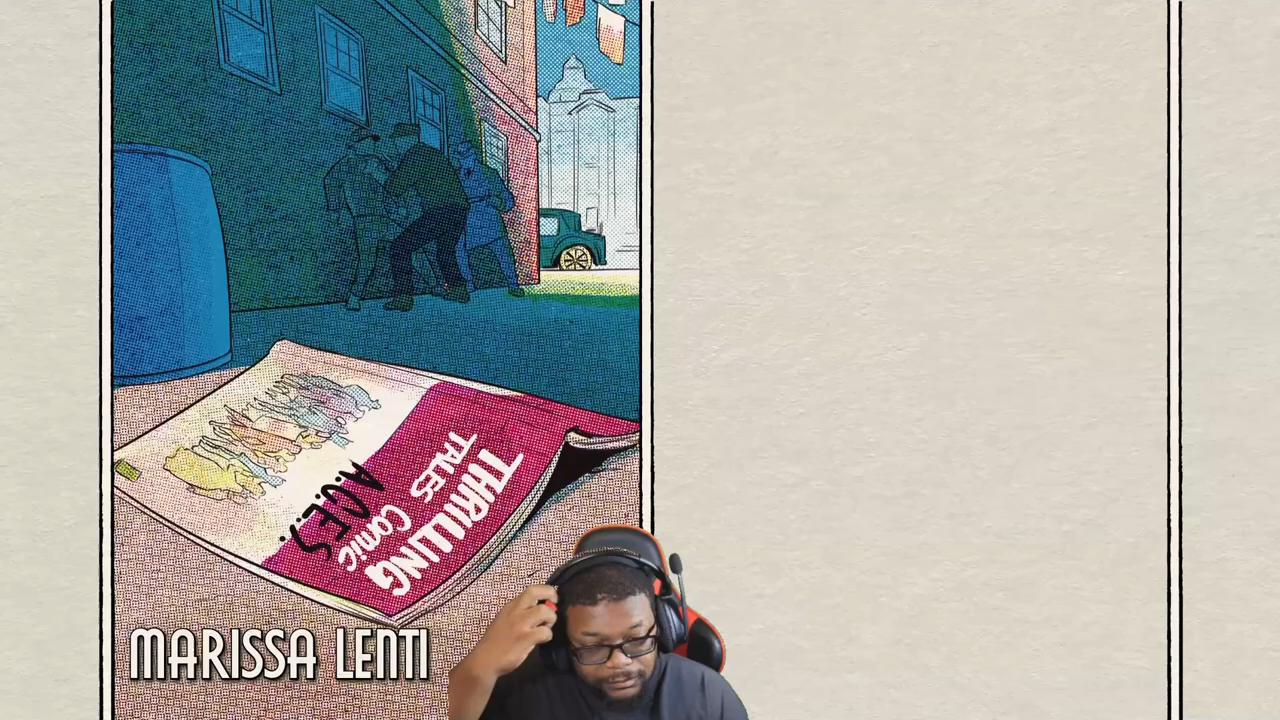 THRILLING
TALES
COMIC
A.C.E.S.
MARISSA LENTI